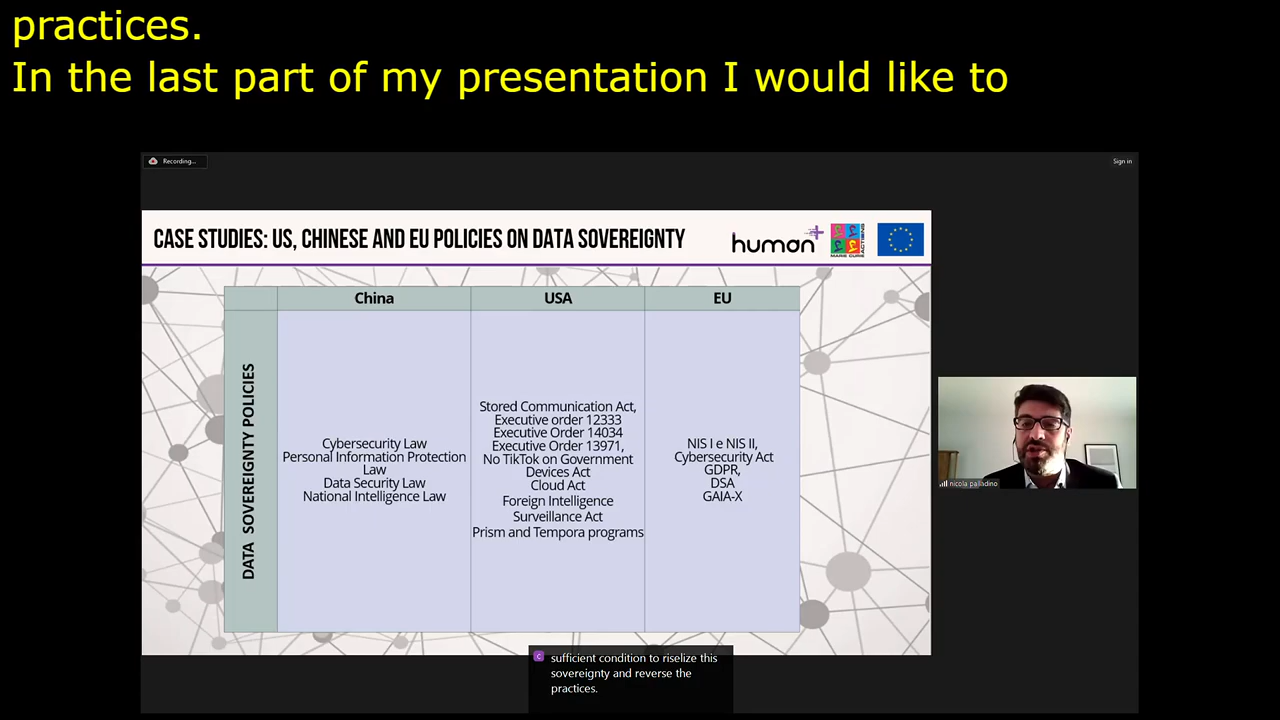 practices.
In the last part of my presentation I would like to
Recording...
Sign in
CASE STUDIES: US, CHINESE AND EU POLICIES ON DATA SOVEREIGNTY
human+
MARIE CURIE ACTIONS
China
USA
EU
DATA SOVEREIGNTY POLICIES
Cybersecurity Law
Personal Information Protection
Law
Data Security Law
National Intelligence Law
Stored Communication Act,
Executive order 12333
Executive Order 14034
Executive Order 13971,
No TikTok on Government
Devices Act
Cloud Act
Foreign Intelligence
Surveillance Act
Prism and Tempora programs
NIS I e NIS II,
Cybersecurity Act
GDPR,
DSA
GAIA-X
nicola palladino
C
sufficient condition to riselize this
sovereignty and reverse the
practices.